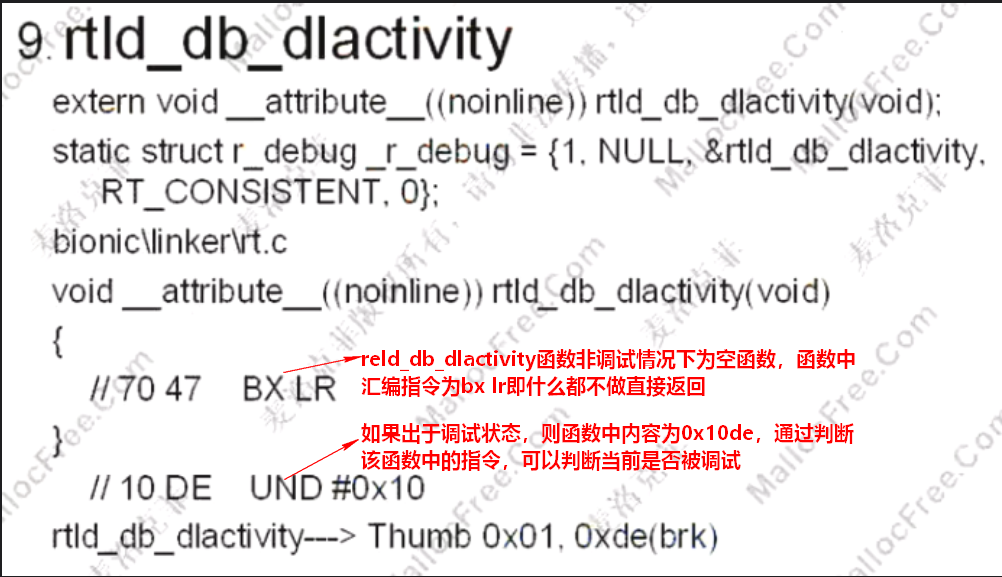 9. rtld_db_dlactivity
extern void __attribute__((noinline)) rtld_db_dlactivity(void);
static struct r_debug _r_debug = {1, NULL, &rtld_db_dlactivity,
RT_CONSISTENT, 0};
bionic\linker\rt.c
void __attribute__((noinline)) rtld_db_dlactivity(void)
{
reld_db_dlactivity函数非调试情况下为空函数，函数中
// 70 47 BX LR
汇编指令为bx lr即什么都不做直接返回
}
如果出于调试状态，则函数中内容为0x10de，通过判断
该函数中的指令，可以判断当前是否被调试
// 10 DE UND #0x10
rtld_db_dlactivity---> Thumb 0x01, 0xde(brk)
MallocFree.Com
麦洛克菲